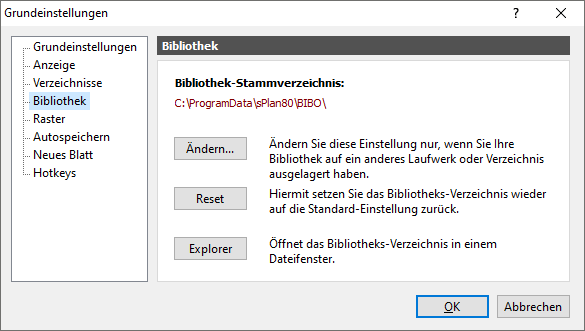 Grundeinstellungen
Grundeinstellungen
Anzeige
Verzeichnisse
Bibliothek
Raster
Autospeichern
Neues Blatt
Hotkeys
Bibliothek
Bibliothek-Stammverzeichnis:
C:\ProgramData\sPlan80\BIBO\
Ändern...
Ändern Sie diese Einstellung nur, wenn Sie Ihre
Bibliothek auf ein anderes Laufwerk oder Verzeichnis
ausgelagert haben.
Reset
Hiermit setzen Sie das Bibliotheks-Verzeichnis wieder
auf die Standard-Einstellung zurück.
Explorer
Öffnet das Bibliotheks-Verzeichnis in einem
Dateifenster.
OK
Abbrechen